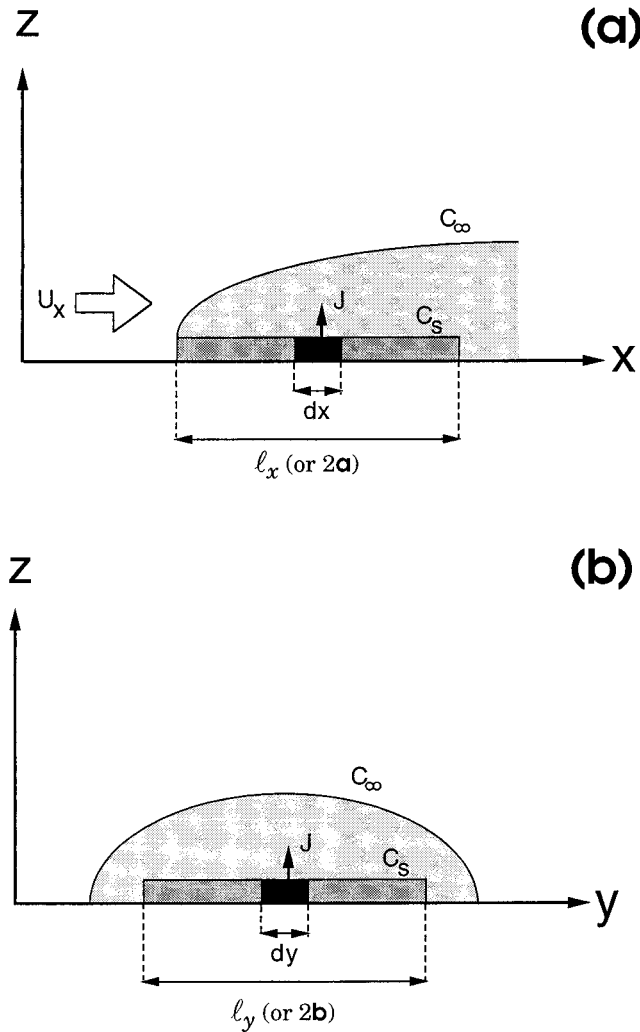 (a)
z
C∞
Ux
J
Cs
x
dx
ℓx (or 2a)
(b)
z
C∞
J
Cs
y
dy
ℓy (or 2b)